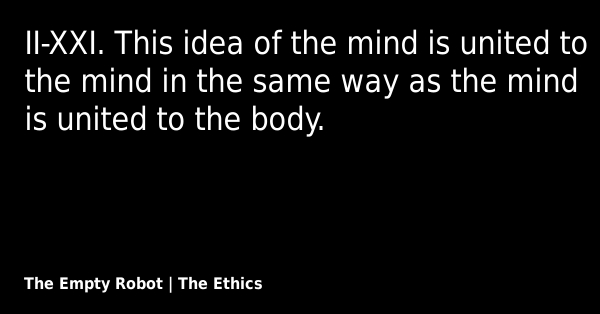 II-XXI. This idea of the mind is united to
the mind in the same way as the mind
is united to the body.
The Empty Robot | The Ethics